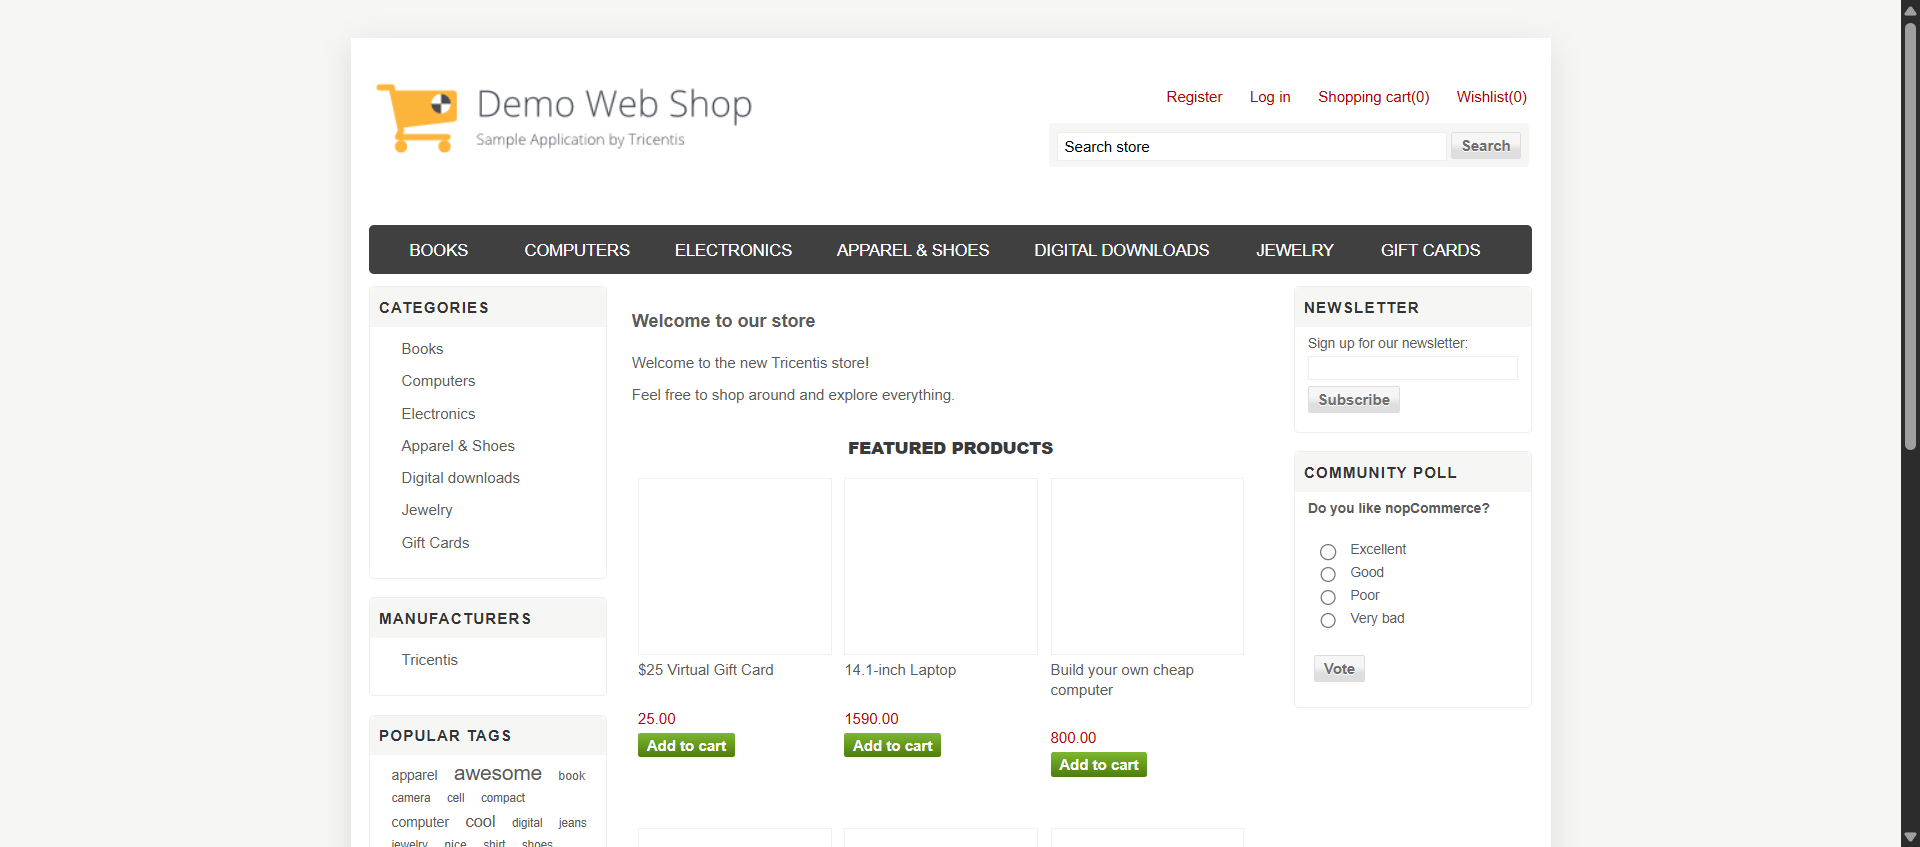 Demo Web Shop
Sample Application by Tricentis
Register Log in Shopping cart(0) Wishlist(0)
Search store Search
BOOKS COMPUTERS ELECTRONICS APPAREL & SHOES DIGITAL DOWNLOADS JEWELRY GIFT CARDS
CATEGORIES
Books
Computers
Electronics
Apparel & Shoes
Digital downloads
Jewelry
Gift Cards
MANUFACTURERS
Tricentis
POPULAR TAGS
apparel awesome book
camera cell compact
computer cool digital jeans
jewelry nice shirt shoes
Welcome to our store
Welcome to the new Tricentis store!
Feel free to shop around and explore everything.
FEATURED PRODUCTS
$25 Virtual Gift Card
25.00
Add to cart
14.1-inch Laptop
1590.00
Add to cart
Build your own cheap
computer
800.00
Add to cart
NEWSLETTER
Sign up for our newsletter:
Subscribe
COMMUNITY POLL
Do you like nopCommerce?
Excellent
Good
Poor
Very bad
Vote